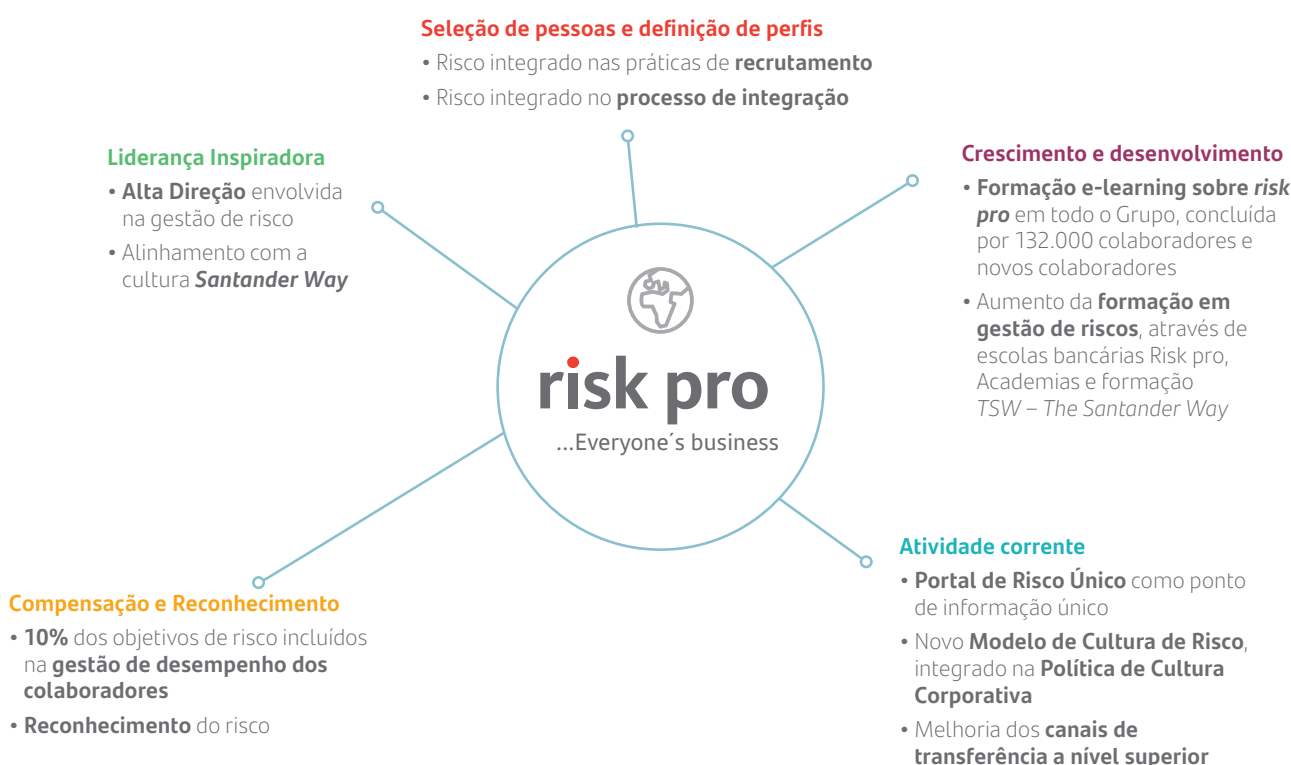 Seleção de pessoas e definição de perfis
• Risco integrado nas práticas de recrutamento
• Risco integrado no processo de integração
Liderança Inspiradora
• Alta Direção envolvida
na gestão de risco
• Alinhamento com a
cultura Santander Way
Crescimento e desenvolvimento
• Formação e-learning sobre risk
pro em todo o Grupo, concluída
por 132.000 colaboradores e
novos colaboradores
• Aumento da formação em
gestão de riscos, através de
escolas bancárias Risk pro,
Academias e formação
TSW – The Santander Way
risk pro
...Everyone´s business
Compensação e Reconhecimento
• 10% dos objetivos de risco incluídos
na gestão de desempenho dos
colaboradores
• Reconhecimento do risco
Atividade corrente
• Portal de Risco Único como ponto
de informação único
• Novo Modelo de Cultura de Risco,
integrado na Política de Cultura
Corporativa
• Melhoria dos canais de
transferência a nível superior